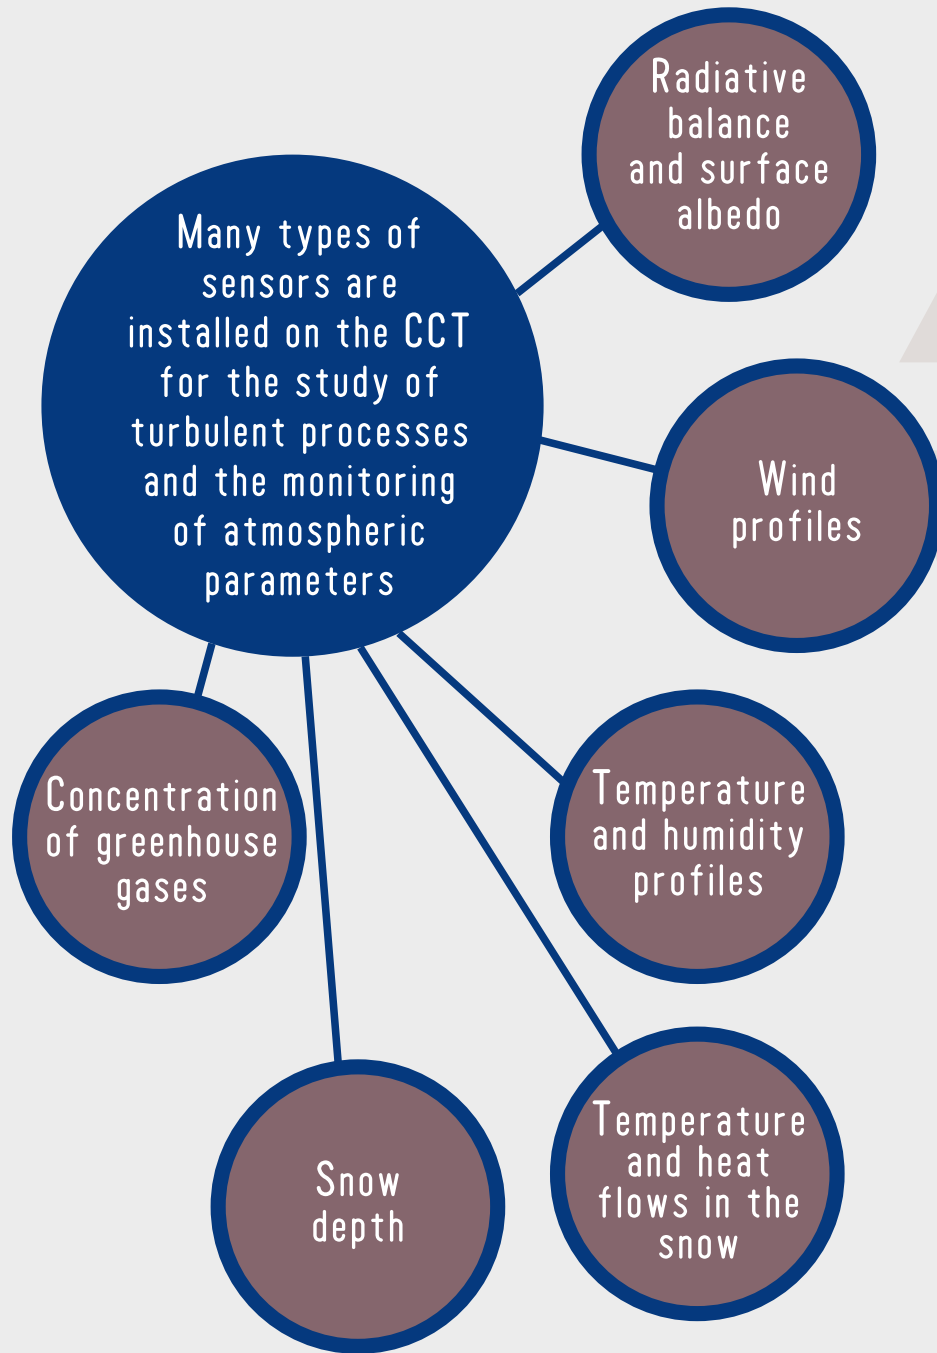 Radiative
balance
and surface
albedo
Many types of
sensors are
installed on the CCT
for the study of
turbulent processes
and the monitoring
of atmospheric
parameters
Wind
profiles
Concentration
of greenhouse
gases
Temperature
and humidity
profiles
Snow
depth
Temperature
and heat
flows in the
snow